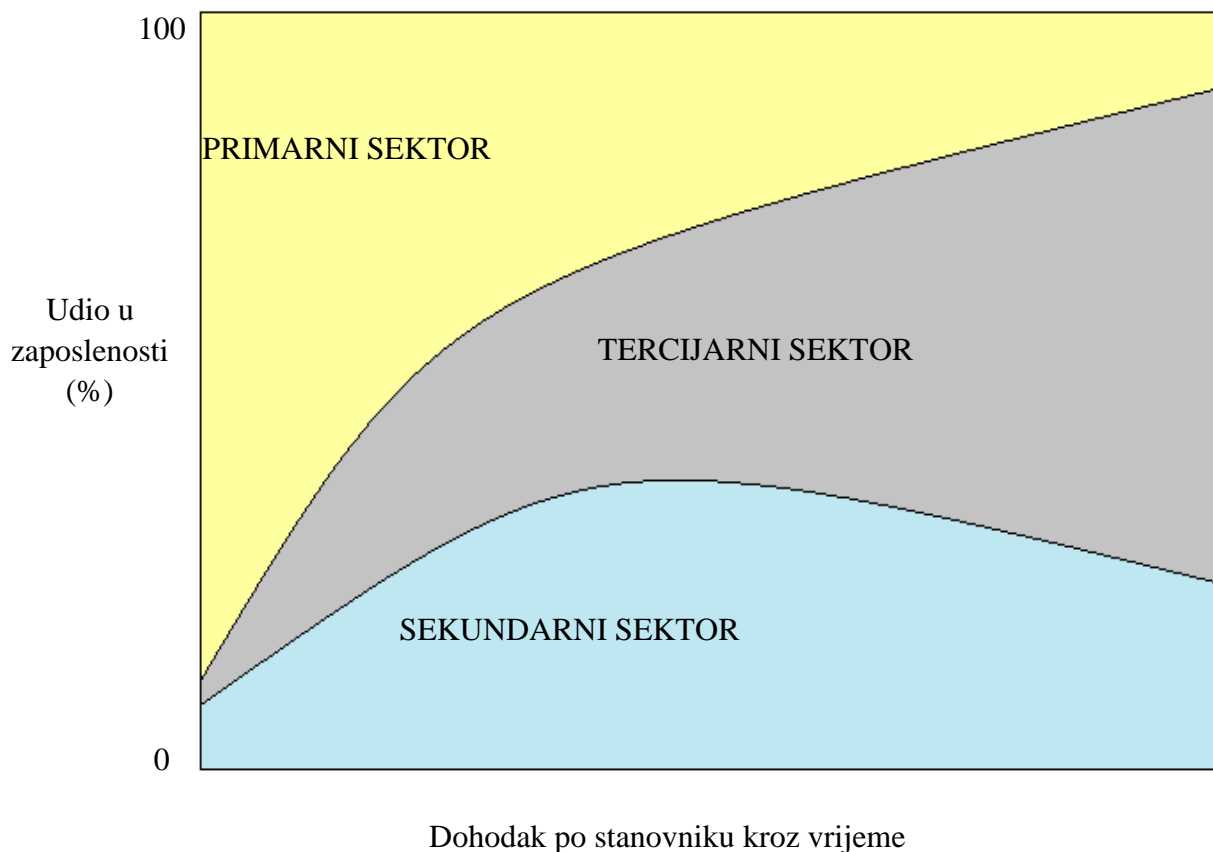 100
PRIMARNI SEKTOR
Udio u
zaposlenosti
(%)
TERCIJARNI SEKTOR
SEKUNDARNI SEKTOR
0
Dohodak po stanovniku kroz vrijeme